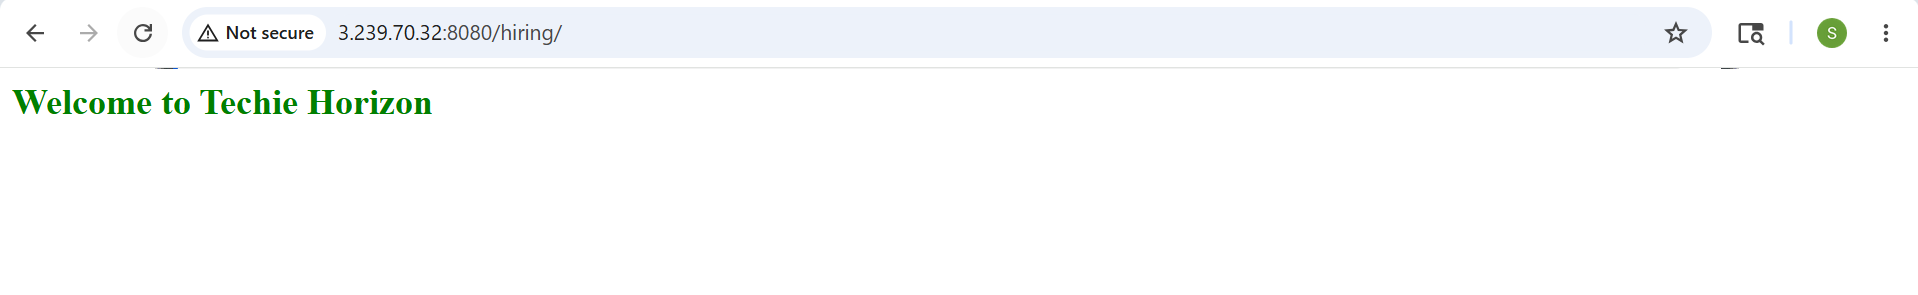 Not secure 3.239.70.32:8080/hiring/ S
Welcome to Techie Horizon